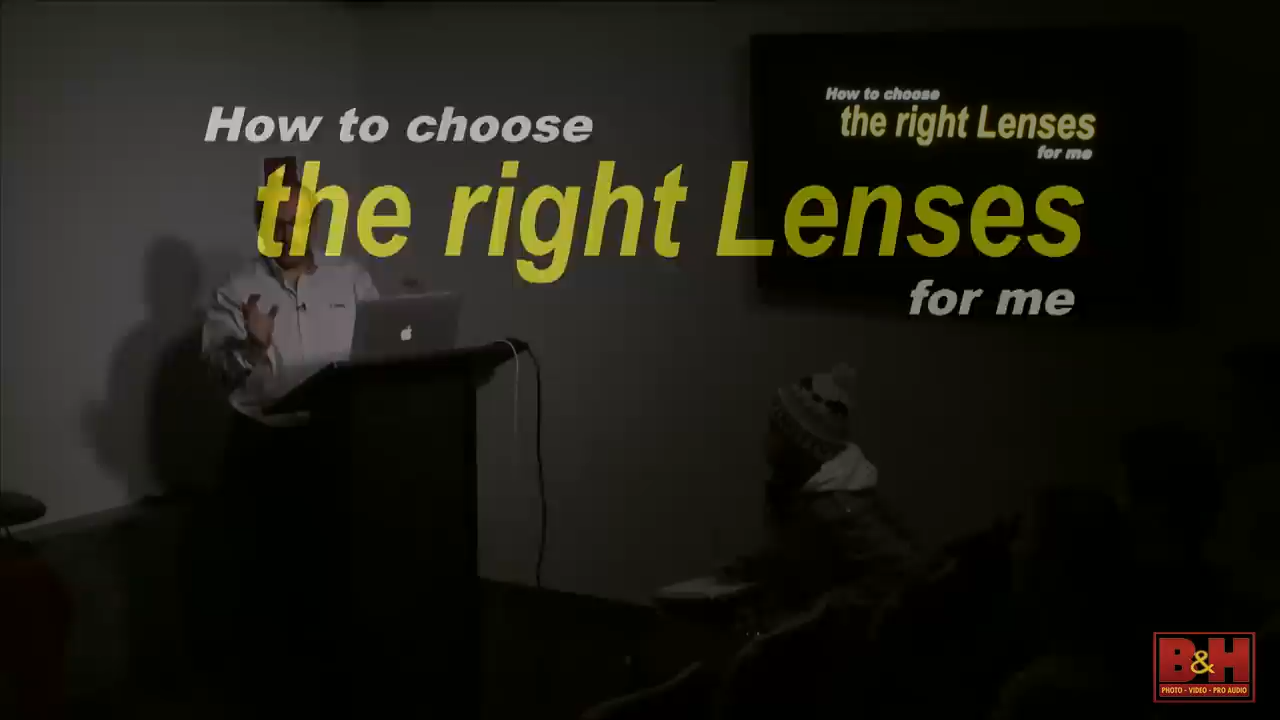 How to choose
the right Lenses
for me
How to choose
the right Lenses
for me
B&H
PHOTO - VIDEO - PRO AUDIO